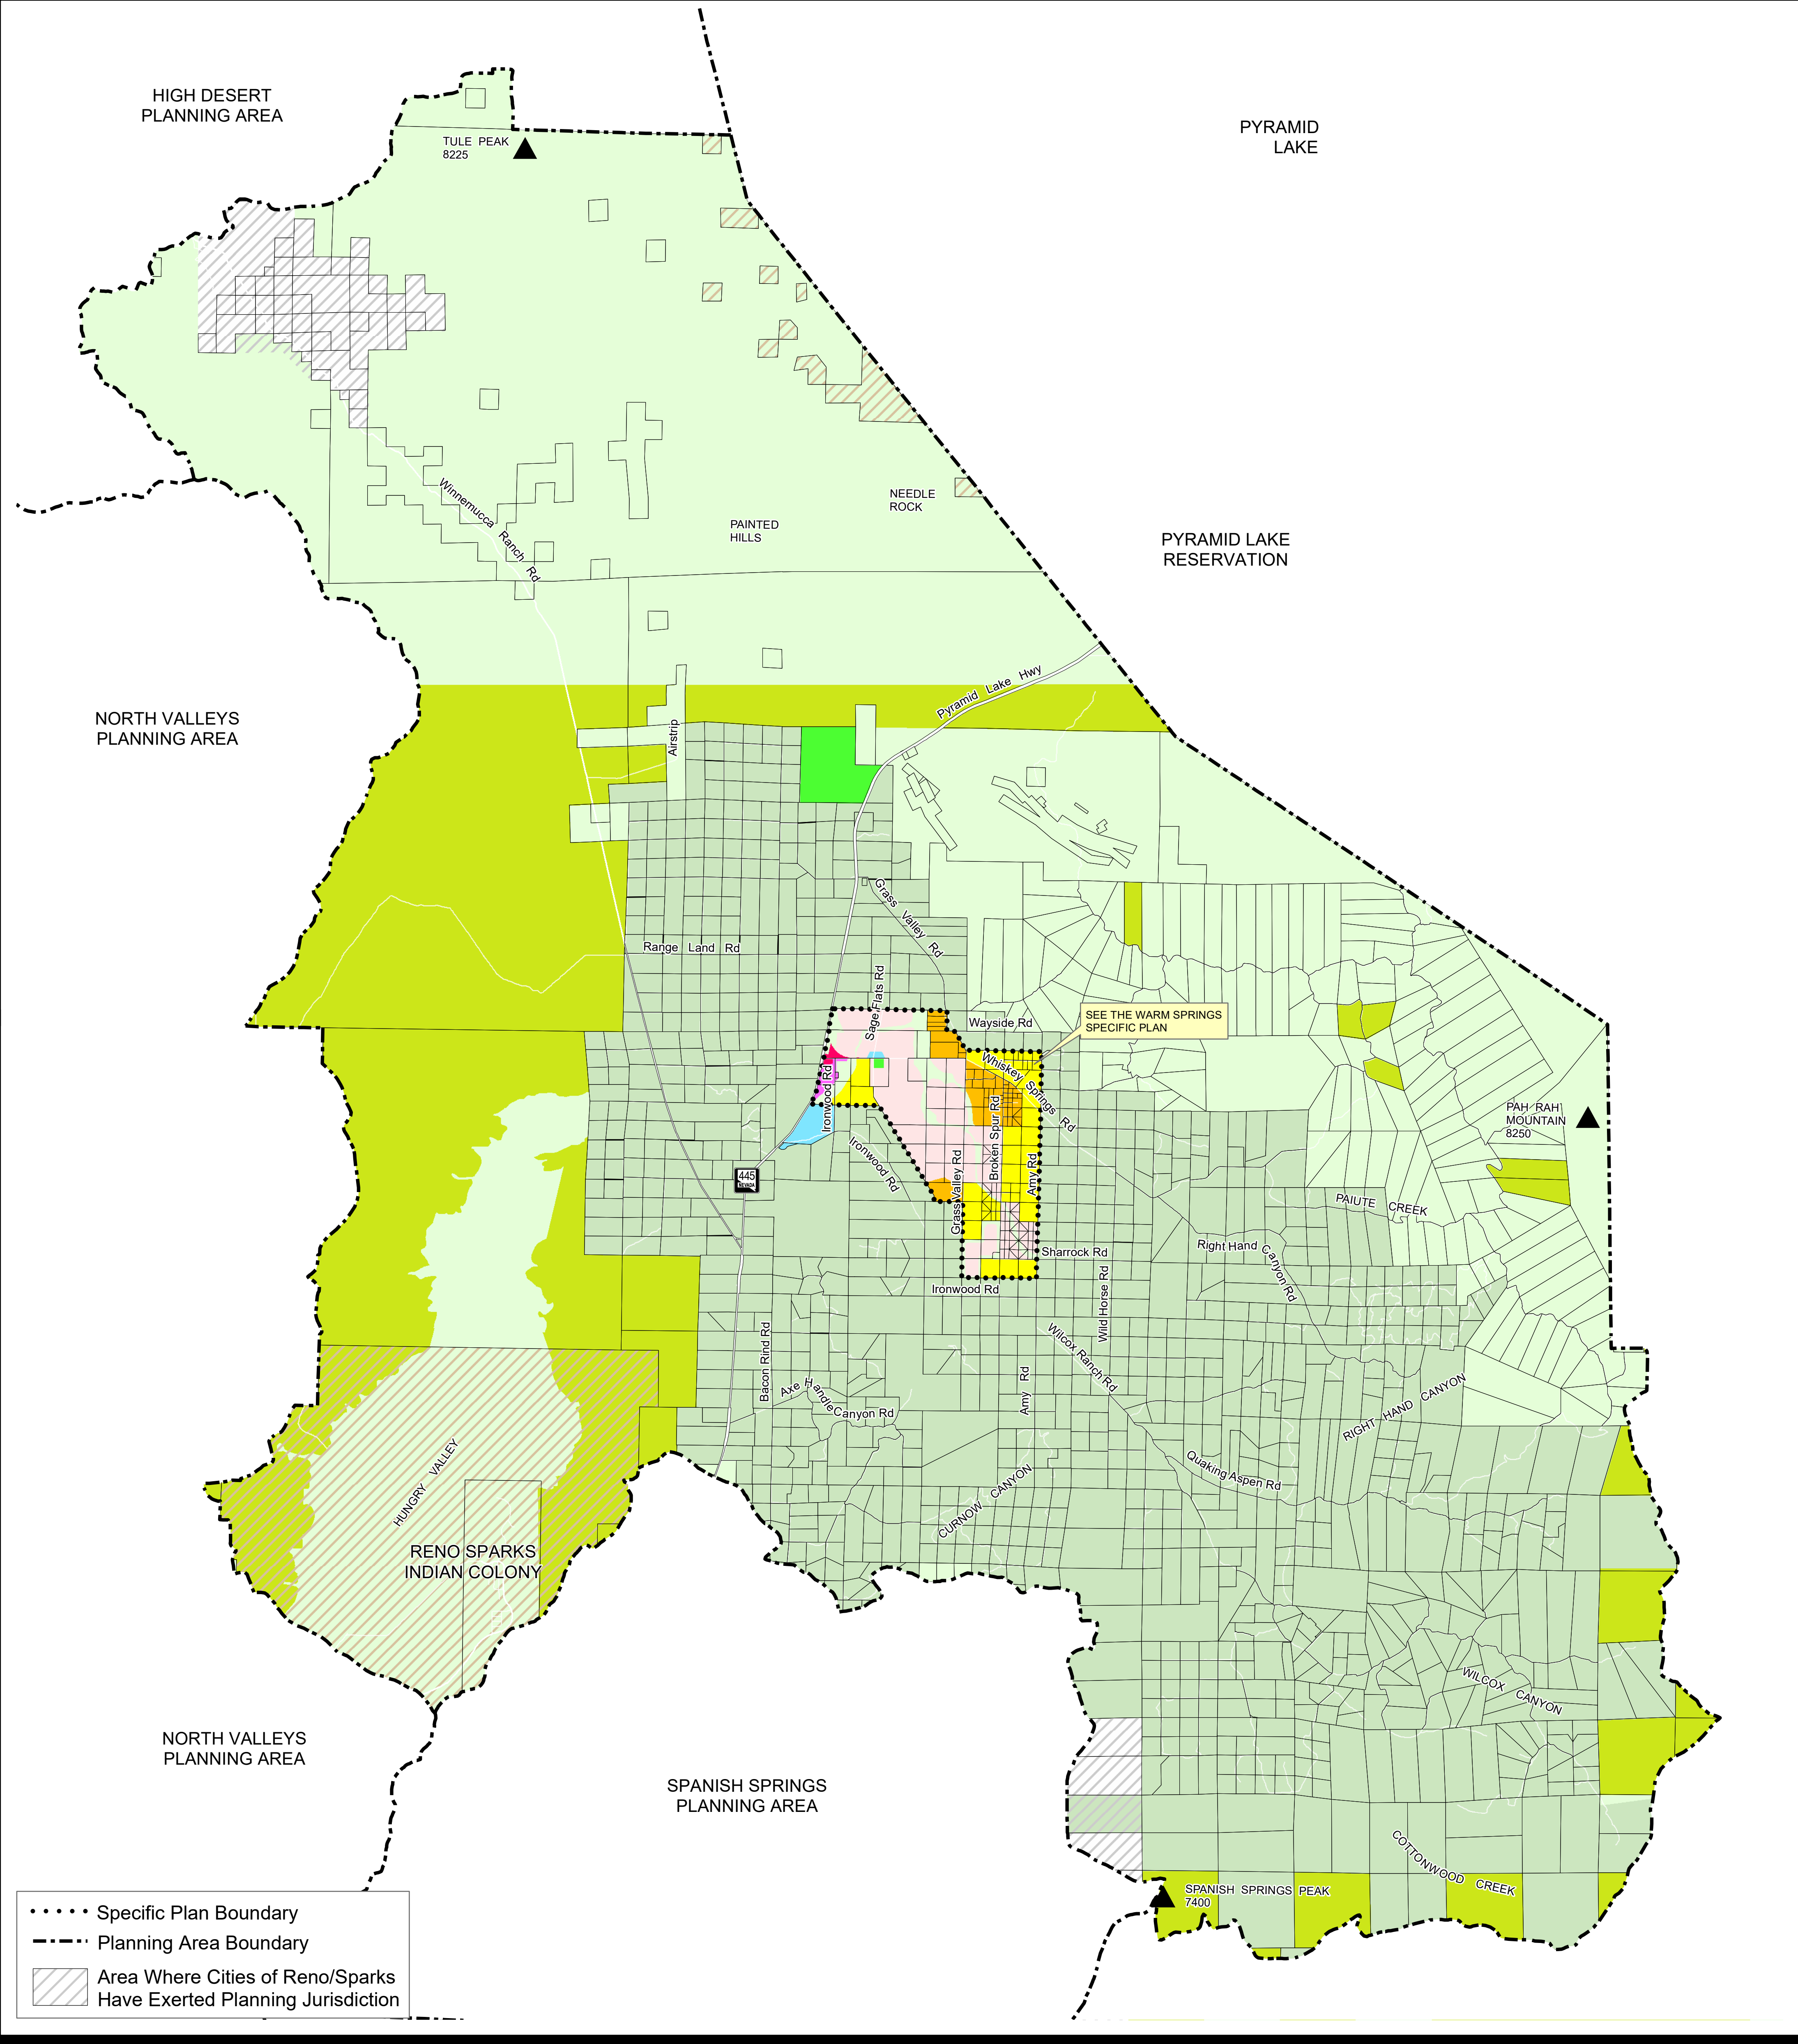 HIGH DESERT
PLANNING AREA
PYRAMID
LAKE
TULE PEAK
8225
NEEDLE
ROCK
PAINTED
HILLS
Winnemucca Ranch Rd
PYRAMID LAKE
RESERVATION
NORTH VALLEYS
PLANNING AREA
Pyramid Lake Hwy
Airstrip
Grass Valley Rd
Range Land Rd
Sage Flats Rd
Wayside Rd
SEE THE WARM SPRINGS
SPECIFIC PLAN
Whiskey Springs Rd
Ironwood Rd
Broken Spur Rd
PAH RAH
MOUNTAIN
8250
Ironwood Rd
Grass Valley Rd
Amy Rd
445
NEVADA
PAIUTE CREEK
Right Hand Canyon Rd
Sharrock Rd
Ironwood Rd
Wild Horse Rd
Bacon Rind Rd
Wilcox Ranch Rd
Axe Handle Canyon Rd
Amy Rd
RIGHT HAND CANYON
HUNGRY VALLEY
Quaking Aspen Rd
CURNOW CANYON
RENO SPARKS
INDIAN COLONY
WILCOX CANYON
NORTH VALLEYS
PLANNING AREA
SPANISH SPRINGS
PLANNING AREA
COTTONWOOD CREEK
SPANISH SPRINGS PEAK
7400
Specific Plan Boundary
Planning Area Boundary
Area Where Cities of Reno/Sparks
Have Exerted Planning Jurisdiction